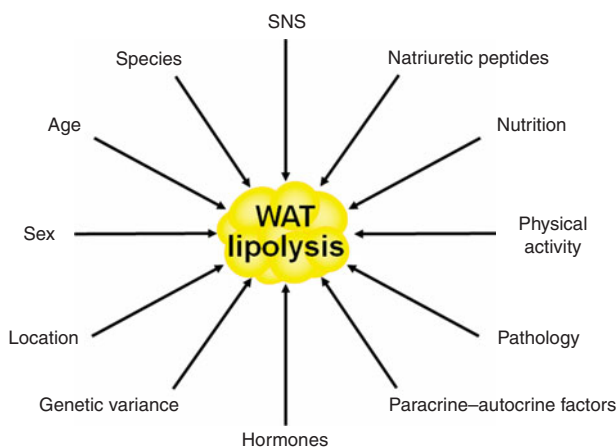 SNS
Species
Natriuretic peptides
Age
Nutrition
WAT
lipolysis
Sex
Physical
activity
Location
Pathology
Genetic variance
Paracrine–autocrine factors
Hormones